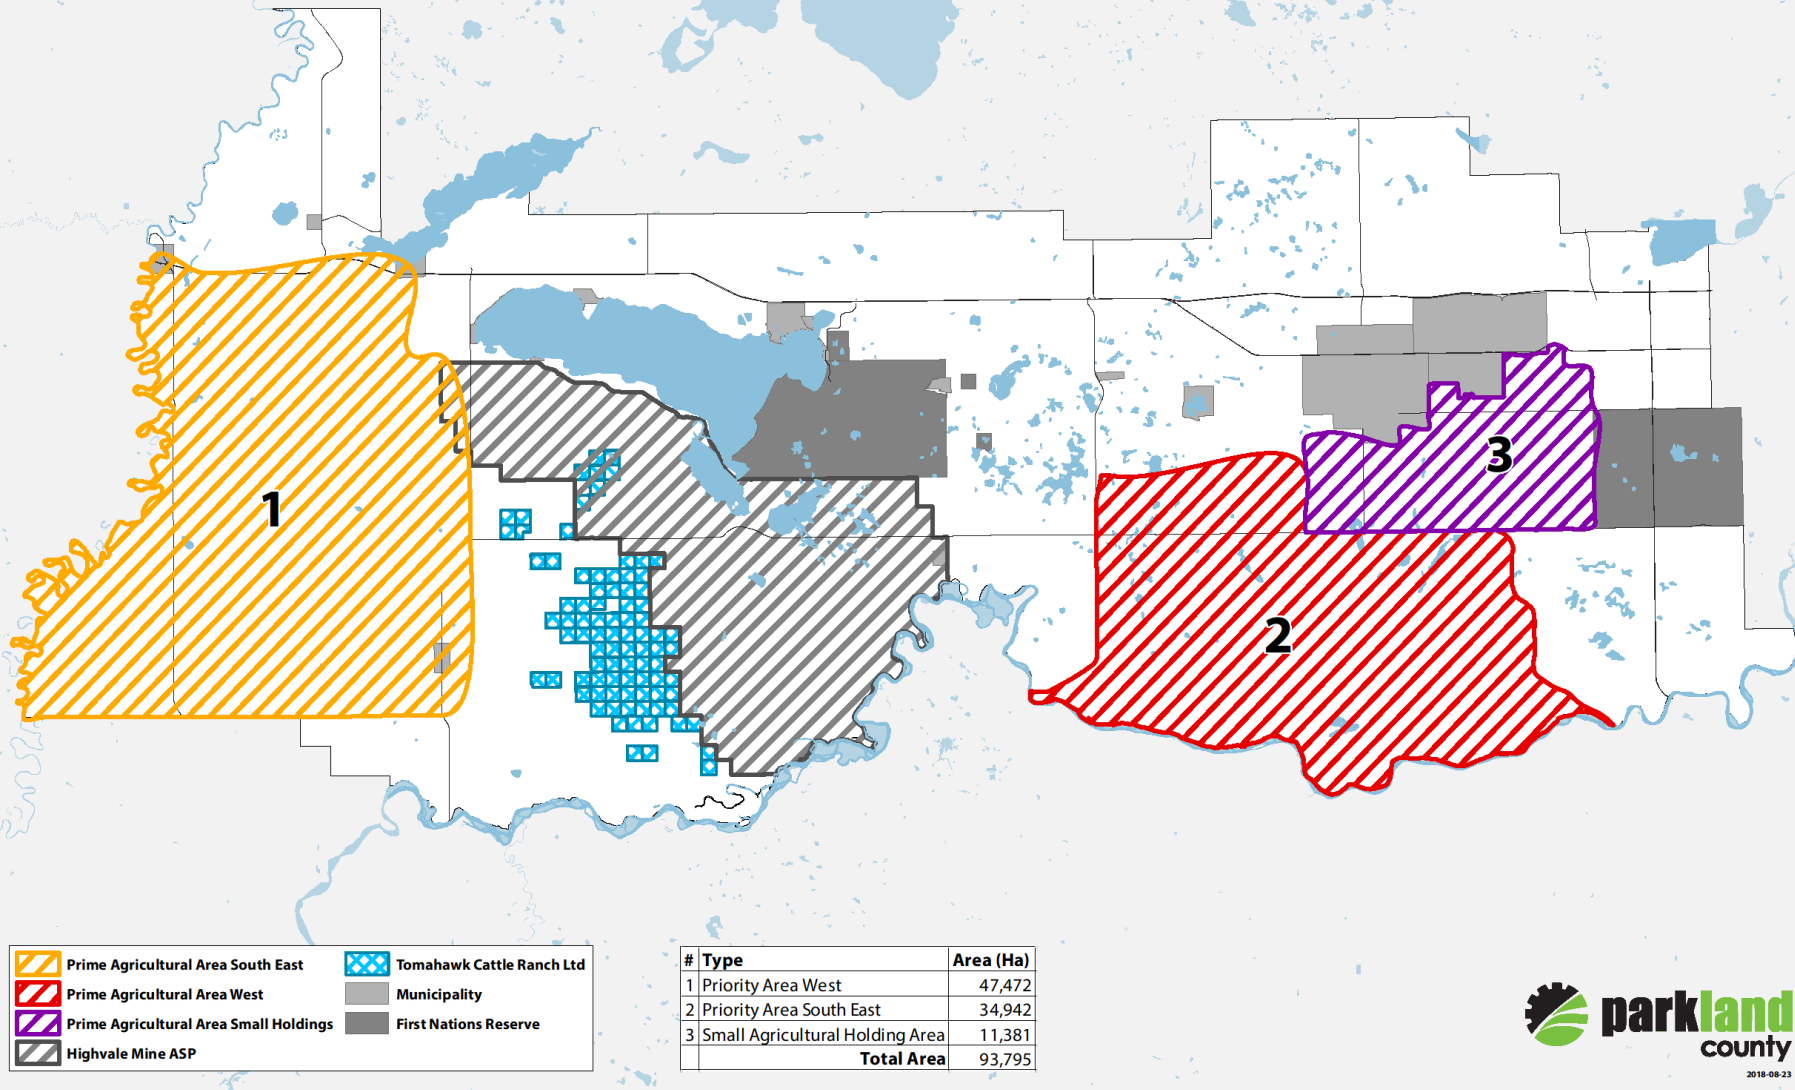 1
2
3
Prime Agricultural Area South East
Prime Agricultural Area West
Prime Agricultural Area Small Holdings
Highvale Mine ASP
Tomahawk Cattle Ranch Ltd
Municipality
First Nations Reserve
# Type Area (Ha)
1 Priority Area West 47,472
2 Priority Area South East 34,942
3 Small Agricultural Holding Area 11,381
Total Area 93,795
parkland
county
2018-08-23